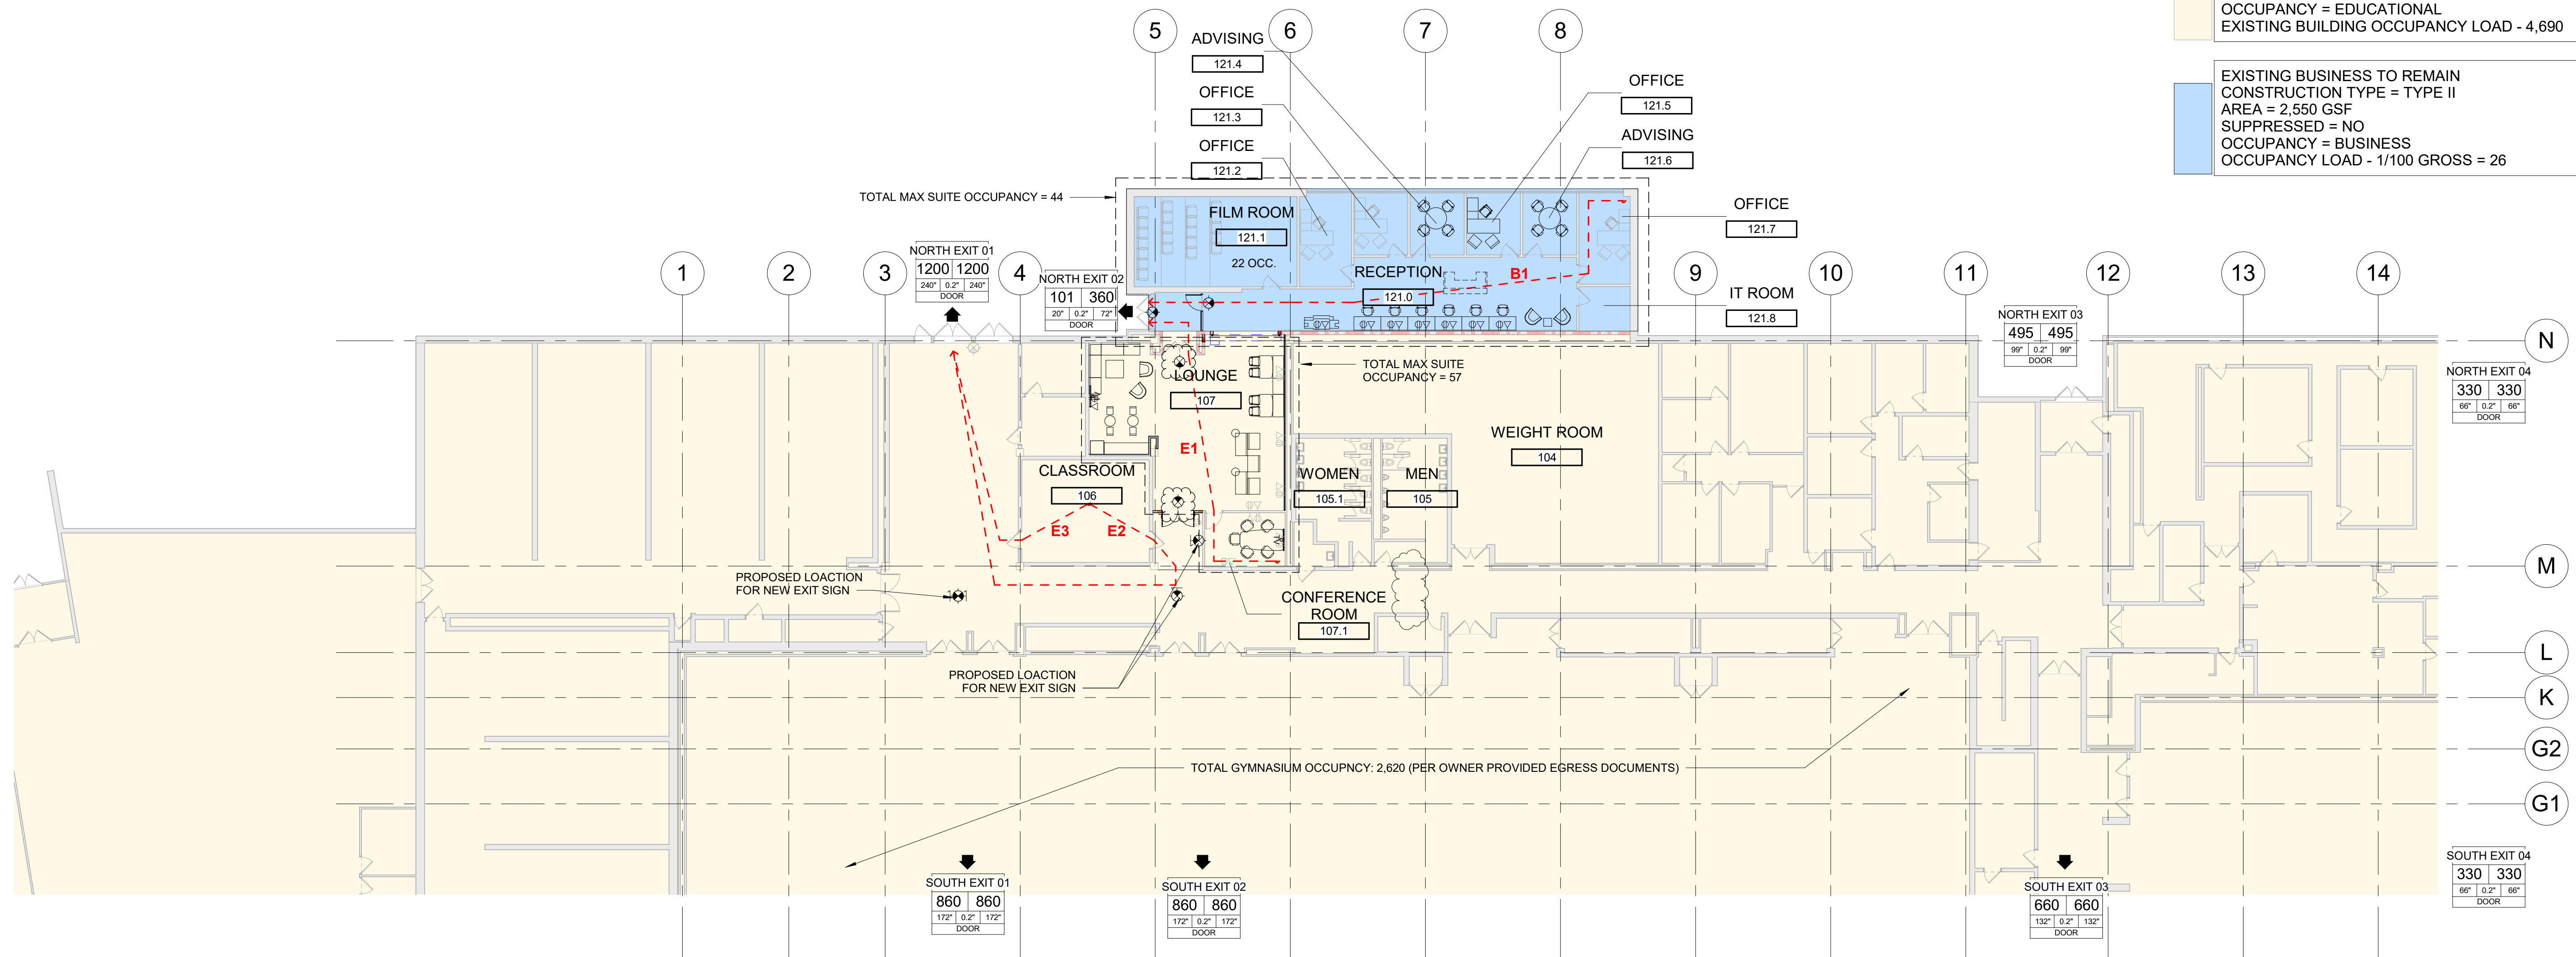 OCCUPANCY = EDUCATIONAL
EXISTING BUILDING OCCUPANCY LOAD - 4,690
EXISTING BUSINESS TO REMAIN
CONSTRUCTION TYPE = TYPE II
AREA = 2,550 GSF
SUPPRESSED = NO
OCCUPANCY = BUSINESS
OCCUPANCY LOAD - 1/100 GROSS = 26
5
6
7
8
ADVISING
121.4
OFFICE
121.3
OFFICE
121.2
OFFICE
121.5
ADVISING
121.6
OFFICE
121.7
IT ROOM
121.8
TOTAL MAX SUITE OCCUPANCY = 44
FILM ROOM
121.1
22 OCC.
RECEPTION
121.0
B1
1
2
3
4
9
10
11
12
13
14
NORTH EXIT 01
1200 1200
240" 0.2" 240"
DOOR
NORTH EXIT 02
101 360
20" 0.2" 72"
DOOR
NORTH EXIT 03
495 495
99" 0.2" 99"
DOOR
NORTH EXIT 04
330 330
66" 0.2" 66"
DOOR
N
M
L
K
G2
G1
TOTAL MAX SUITE
OCCUPANCY = 57
LOUNGE
107
E1
CLASSROOM
106
E3
E2
WOMEN
105.1
MEN
105
WEIGHT ROOM
104
PROPOSED LOACTION
FOR NEW EXIT SIGN
CONFERENCE
ROOM
107.1
PROPOSED LOACTION
FOR NEW EXIT SIGN
TOTAL GYMNASIUM OCCUPNCY: 2,620 (PER OWNER PROVIDED EGRESS DOCUMENTS)
SOUTH EXIT 01
860 860
172" 0.2" 172"
DOOR
SOUTH EXIT 02
860 860
172" 0.2" 172"
DOOR
SOUTH EXIT 03
660 660
132" 0.2" 132"
DOOR
SOUTH EXIT 04
330 330
66" 0.2" 66"
DOOR